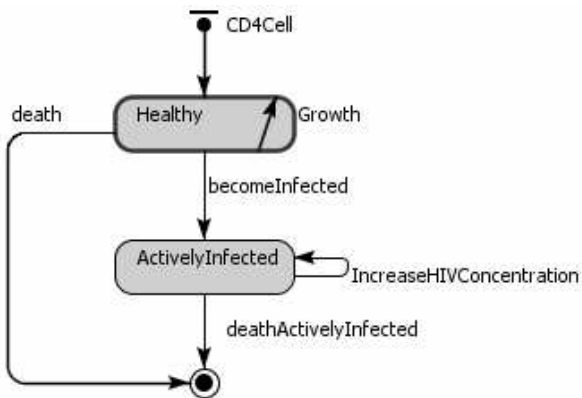 CD4Cell
death
Healthy
Growth
becomeInfected
ActivelyInfected
IncreaseHIVConcentration
deathActivelyInfected